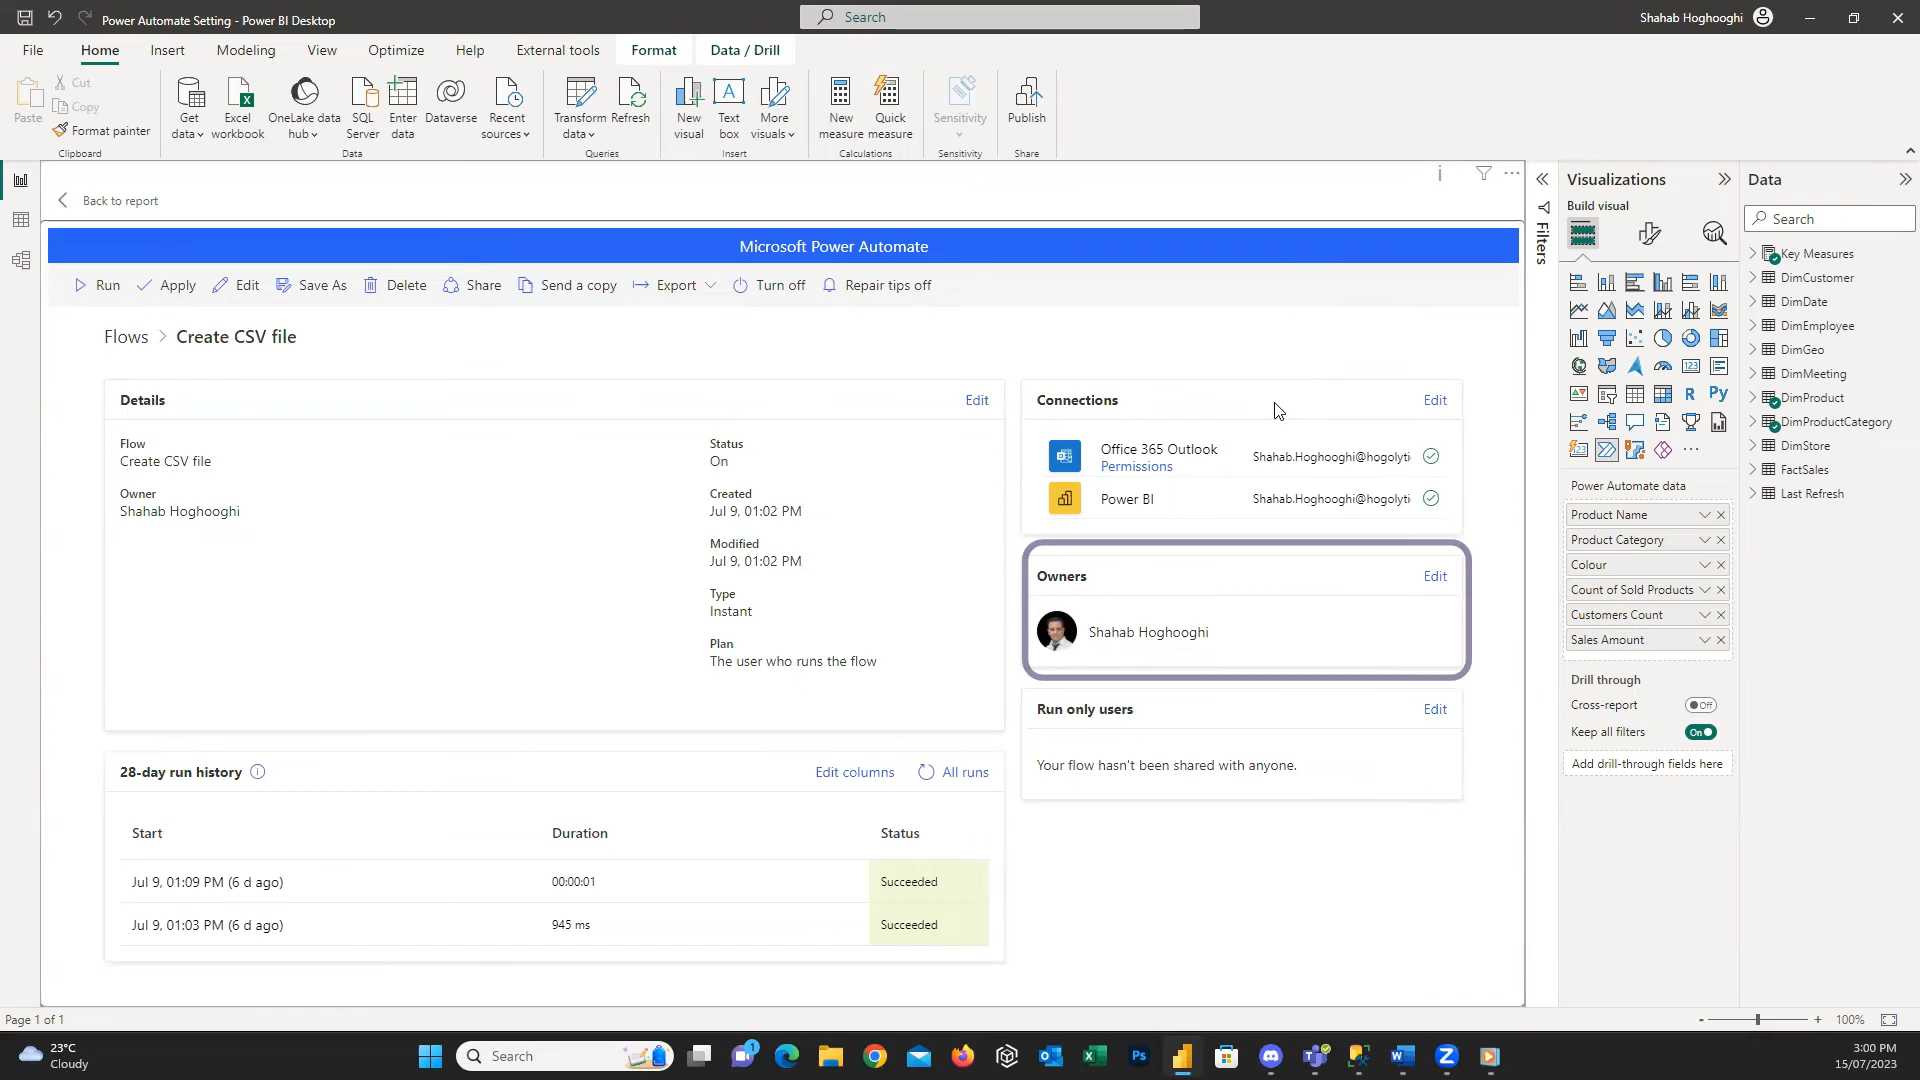 Power Automate Setting - Power BI Desktop
Search
Shahab Hoghooghi
File
Home
Insert
Modeling
View
Optimize
Help
External tools
Format
Data / Drill
Paste
Cut
Copy
Format painter
Clipboard
Get data
Excel workbook
OneLake data hub
SQL Server
Enter data
Dataverse
Recent sources
Data
Transform data
Refresh
Queries
New visual
Text box
More visuals
Insert
New measure
Quick measure
Calculations
Sensitivity
Sensitivity
Publish
Share
Back to report
Microsoft Power Automate
Run
Apply
Edit
Save As
Delete
Share
Send a copy
Export
Turn off
Repair tips off
Flows > Create CSV file
Details
Edit
Flow
Create CSV file
Owner
Shahab Hoghooghi
Status
On
Created
Jul 9, 01:02 PM
Modified
Jul 9, 01:02 PM
Type
Instant
Plan
The user who runs the flow
28-day run history
Edit columns
All runs
Start
Duration
Status
Jul 9, 01:09 PM (6 d ago)
00:00:01
Succeeded
Jul 9, 01:03 PM (6 d ago)
945 ms
Succeeded
Connections
Edit
Office 365 Outlook
Permissions
Shahab.Hoghooghi@hogolyti
Power BI
Shahab.Hoghooghi@hogolyti
Owners
Edit
Shahab Hoghooghi
Run only users
Edit
Your flow hasn't been shared with anyone.
Filters
Visualizations
Build visual
R
Py
123
Power Automate data
Product Name
Product Category
Colour
Count of Sold Products
Customers Count
Sales Amount
Drill through
Cross-report
Off
Keep all filters
On
Add drill-through fields here
Data
Search
Key Measures
DimCustomer
DimDate
DimEmployee
DimGeo
DimMeeting
DimProduct
DimProductCategory
DimStore
FactSales
Last Refresh
Page 1 of 1
100%
23°C
Cloudy
Search
1
Ps
3:00 PM
15/07/2023